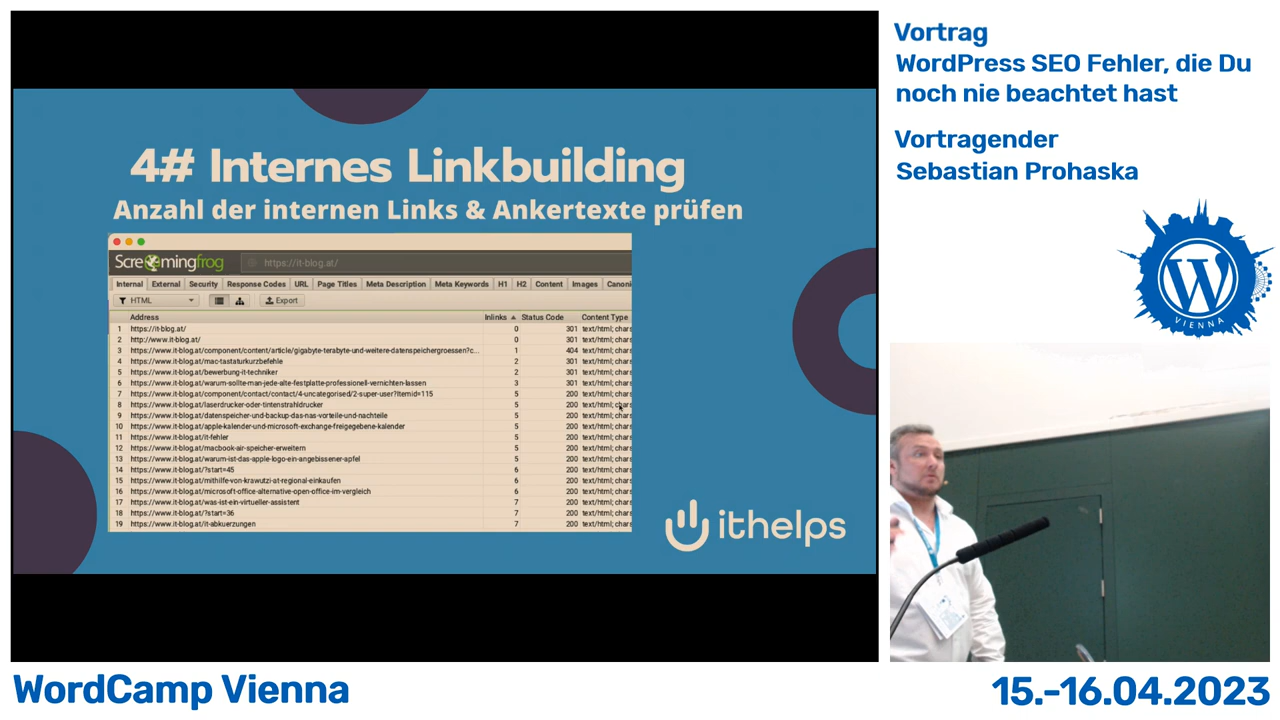 4# Internes Linkbuilding
Anzahl der internen Links & Ankertexte prüfen
Screamingfrog https://it-blog.at/
Internal External Security Response Codes URL Page Titles Meta Description Meta Keywords H1 H2 Content Images Canoni
HTML Export
Address Inlinks Status Code Content Type
1 https://it-blog.at/ 0 301 text/html; chars
2 http://www.it-blog.at/ 0 301 text/html; chars
3 https://www.it-blog.at/component/content/article/gigabyte-terabyte-und-weitere-datenspeichergroessen?c... 1 404 text/html; chars
4 https://www.it-blog.at/mac-tastaturkurzbefehle 2 301 text/html; chars
5 https://www.it-blog.at/bewerbung-it-techniker 2 301 text/html; chars
6 https://www.it-blog.at/warum-sollte-man-jede-alte-festplatte-professionell-vernichten-lassen 3 301 text/html; chars
7 https://www.it-blog.at/component/contact/contact/4-uncategorised/2-super-user?Itemid=115 5 200 text/html; chars
8 https://www.it-blog.at/laserdrucker-oder-tintenstrahldrucker 5 200 text/html; chars
9 https://www.it-blog.at/datenspeicher-und-backup-das-nas-vorteile-und-nachteile 5 200 text/html; chars
10 https://www.it-blog.at/apple-kalender-und-microsoft-exchange-freigegebene-kalender 5 200 text/html; chars
11 https://www.it-blog.at/it-fehler 5 200 text/html; chars
12 https://www.it-blog.at/macbook-air-speicher-erweitern 5 200 text/html; chars
13 https://www.it-blog.at/warum-ist-das-apple-logo-ein-angebissener-apfel 5 200 text/html; chars
14 https://www.it-blog.at/?start=45 6 200 text/html; chars
15 https://www.it-blog.at/mithilfe-von-krawutzi-at-regional-einkaufen 6 200 text/html; chars
16 https://www.it-blog.at/microsoft-office-alternative-open-office-im-vergleich 6 200 text/html; chars
17 https://www.it-blog.at/was-ist-ein-virtueller-assistent 7 200 text/html; chars
18 https://www.it-blog.at/?start=36 7 200 text/html; chars
19 https://www.it-blog.at/it-abkuerzungen 7 200 text/html; chars
ithelps
Vortrag
WordPress SEO Fehler, die Du
noch nie beachtet hast
Vortragender
Sebastian Prohaska
W
VIENNA
WordCamp Vienna
15.-16.04.2023